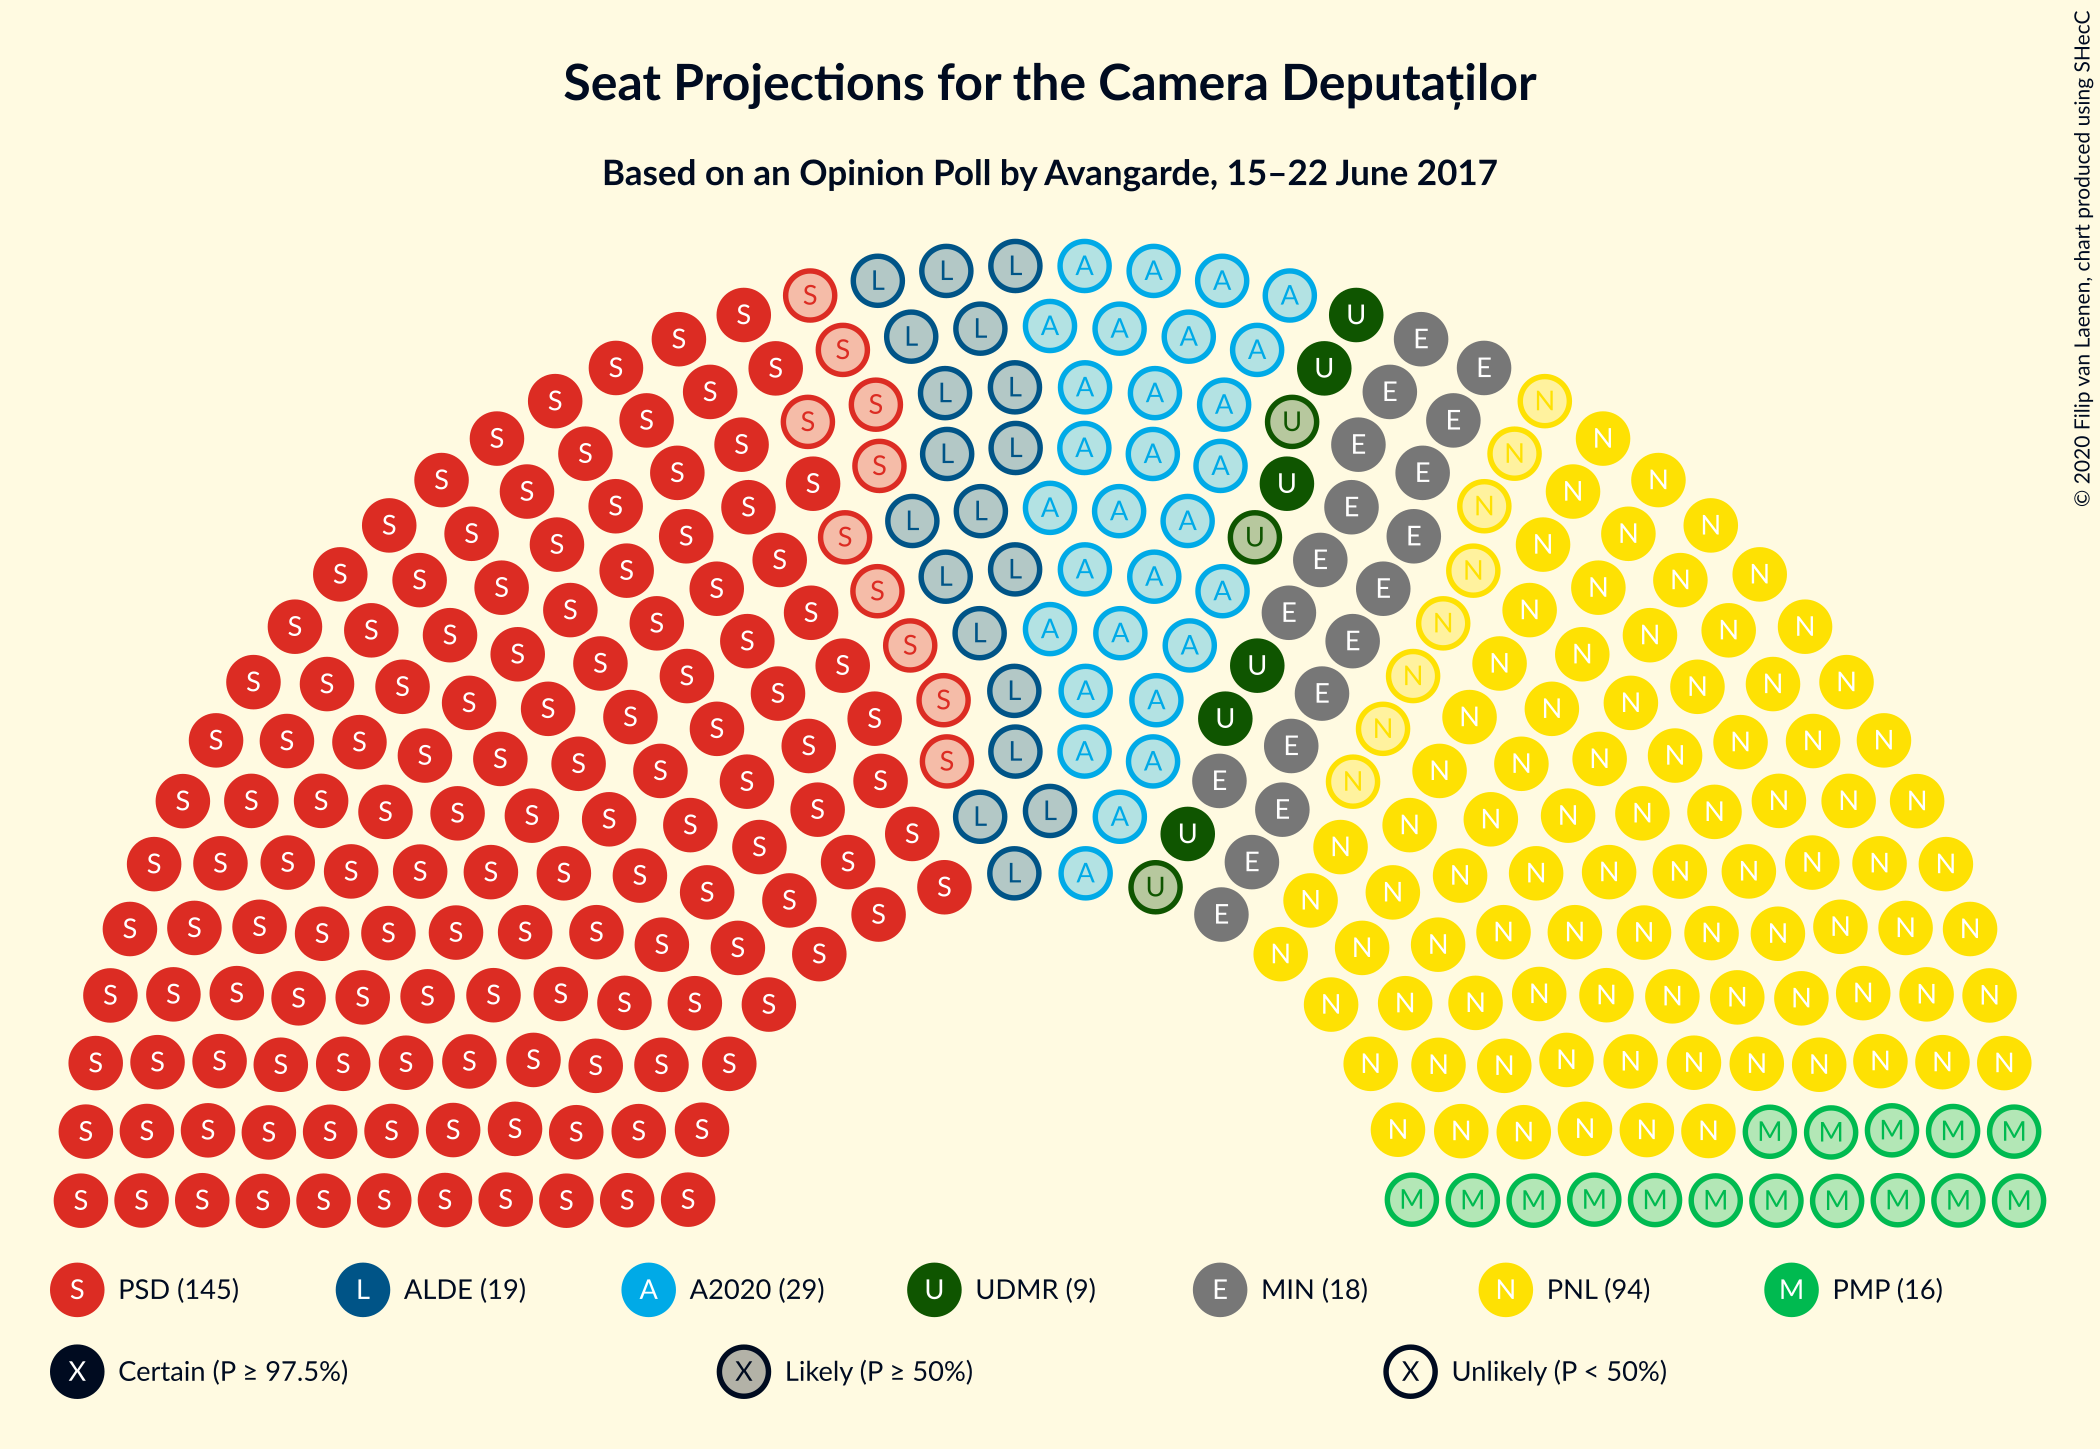 Seat Projections for the Camera Deputaților
Based on an Opinion Poll by Avangarde, 15–22 June 2017
© 2020 Filip van Laenen, chart produced using SHecC
S PSD (145) L ALDE (19) A A2020 (29) U UDMR (9) E MIN (18) N PNL (94) M PMP (16)
X Certain (P ≥ 97.5%) X Likely (P ≥ 50%) X Unlikely (P < 50%)